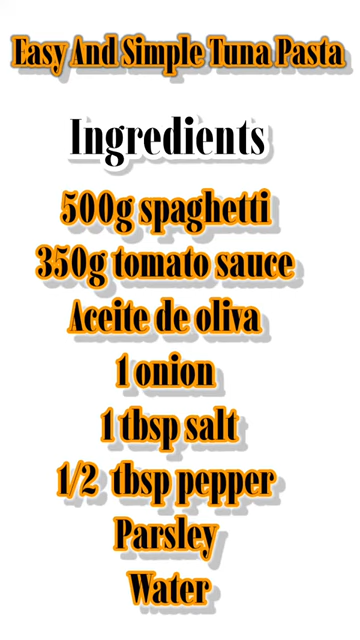 Easy And Simple Tuna Pasta
Ingredients
500g spaghetti
350g tomato sauce
Aceite de oliva
1 onion
1 tbsp salt
1/2 tbsp pepper
Parsley
Water